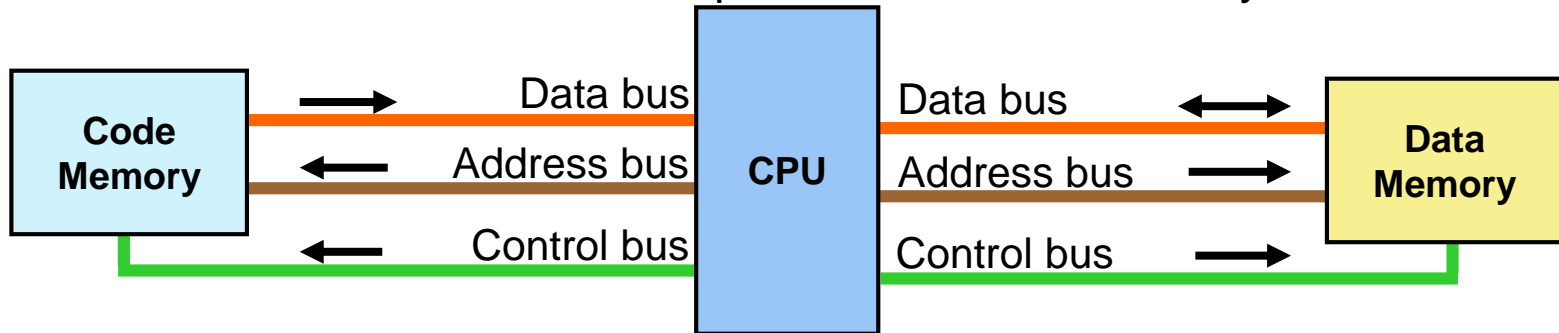 Code
Memory
Data bus
Address bus
Control bus
CPU
Data bus
Address bus
Control bus
Data
Memory